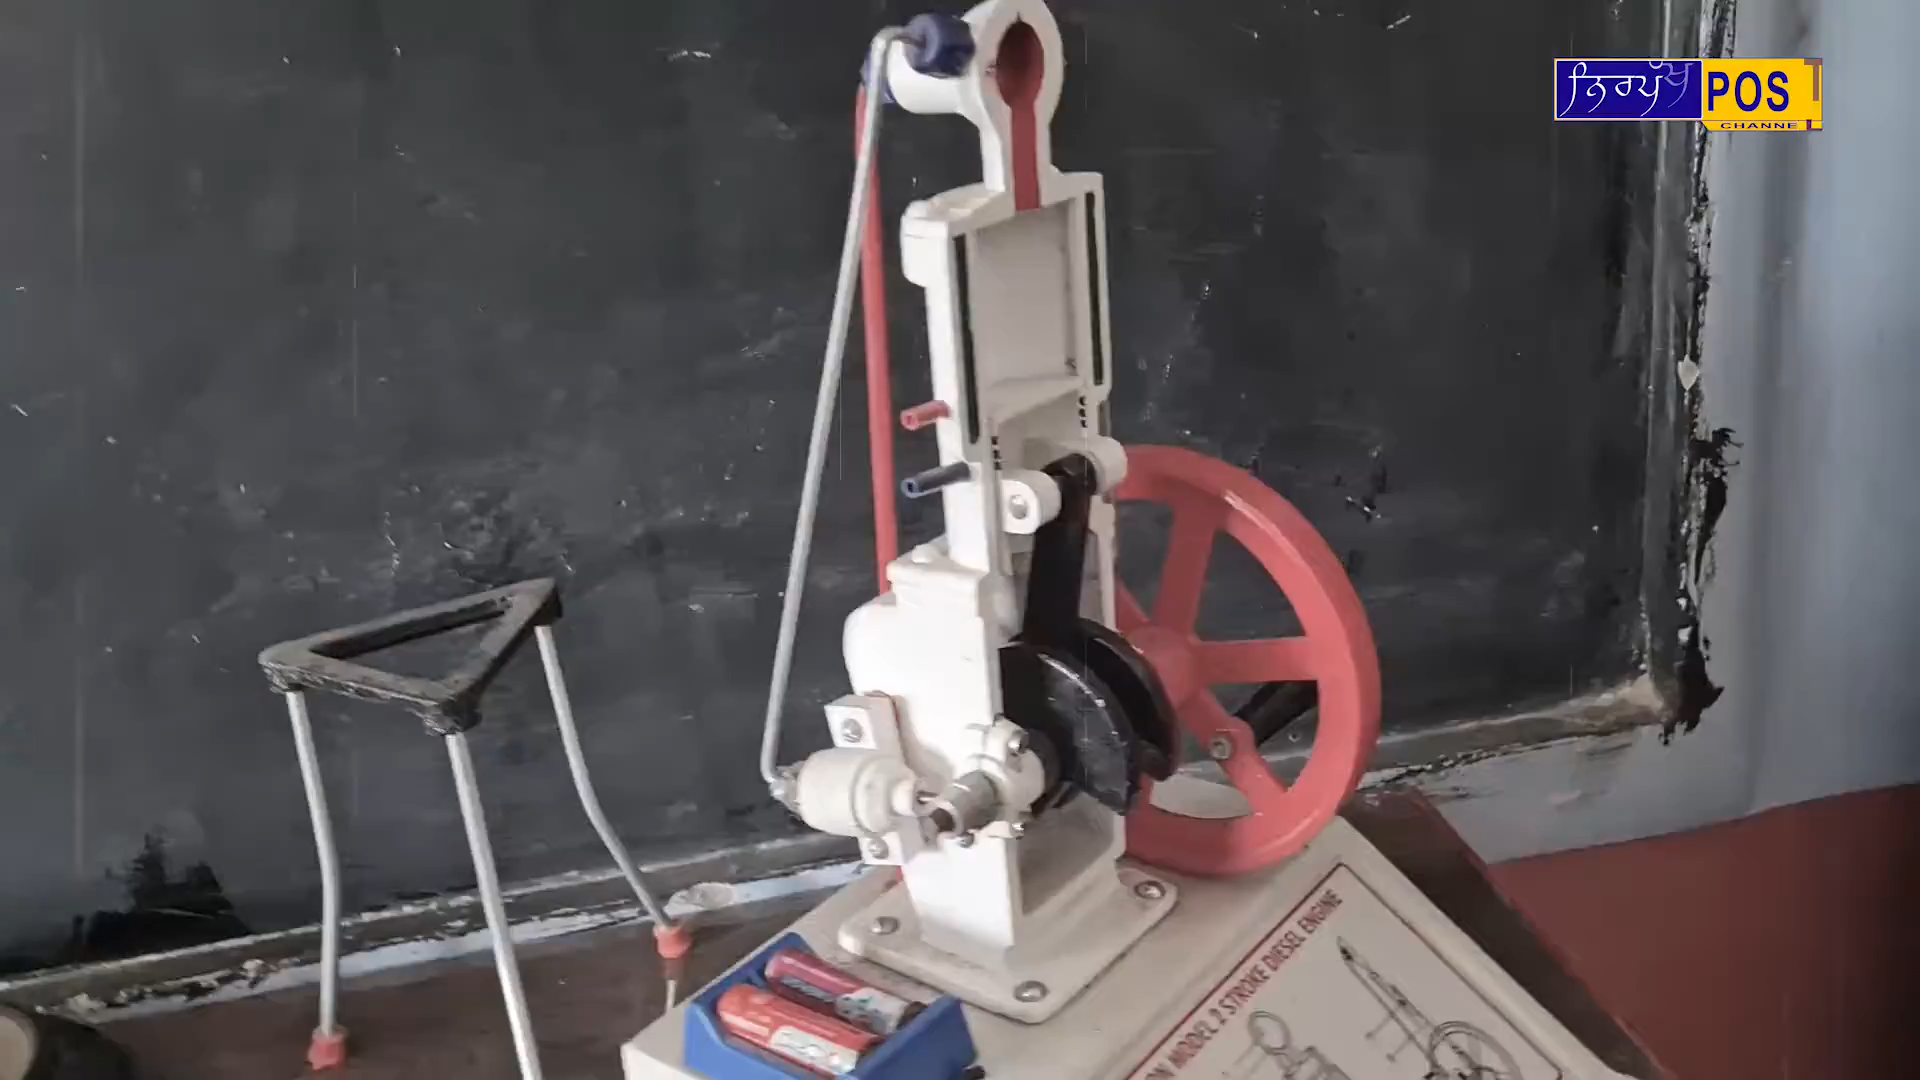 ਨਿਰਪੱਖ POS
CHANNE
MODEL 2 STROKE DIESEL ENGINE